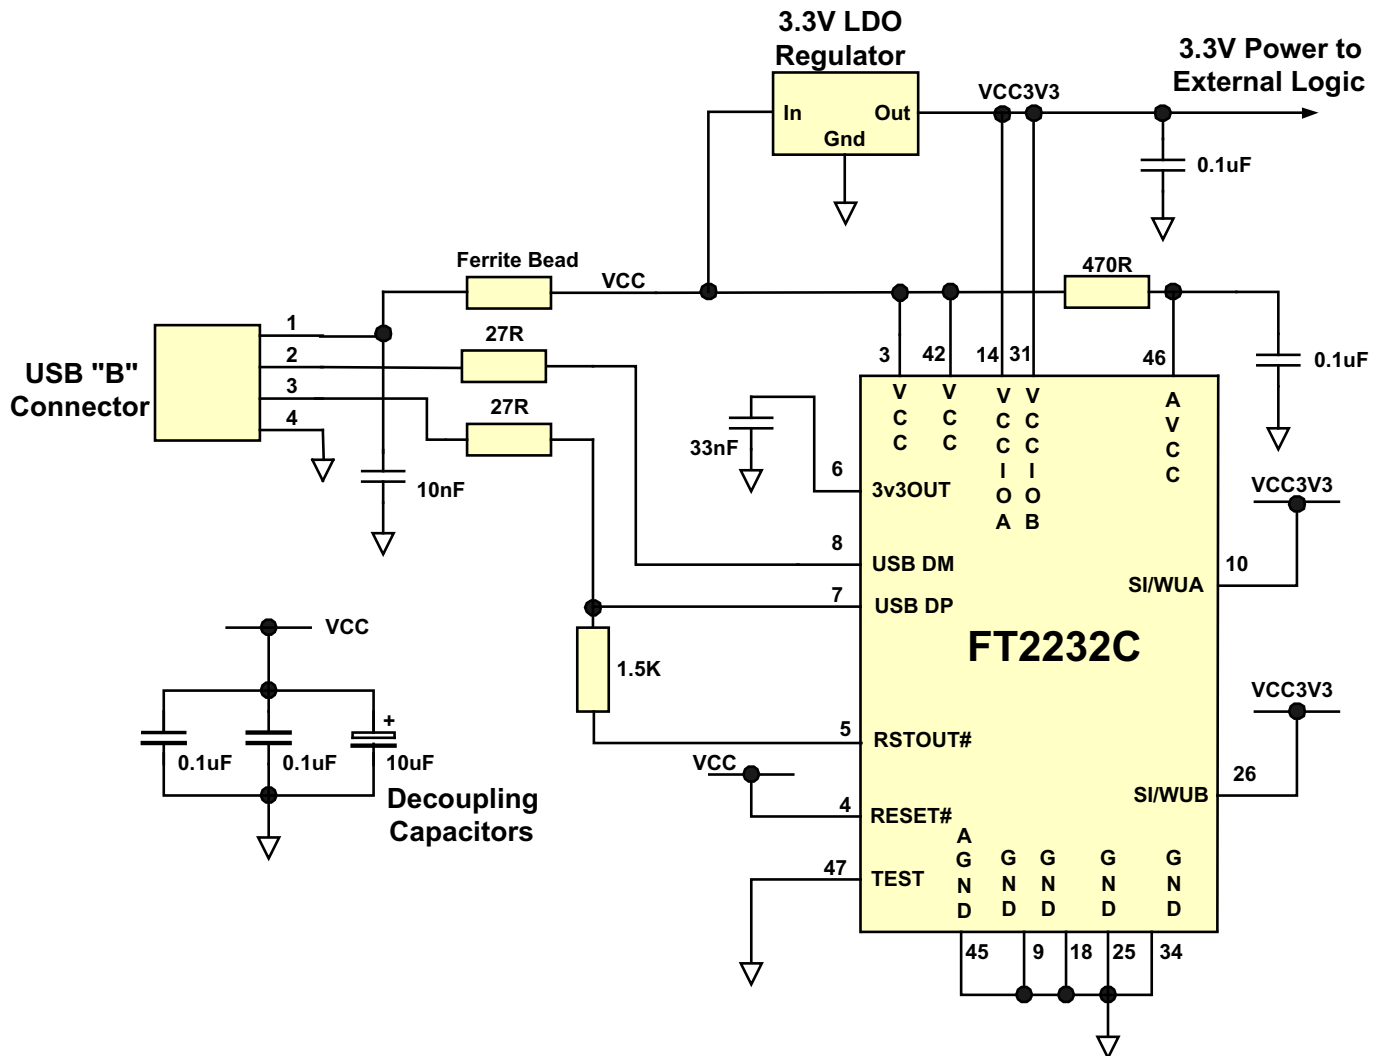 3.3V LDO
Regulator
3.3V Power to
External Logic
VCC3V3
In
Out
Gnd
0.1uF
Ferrite Bead
VCC
470R
1
27R
2
3
42
14
31
46
0.1uF
USB "B"
Connector
3
27R
4
V
C
C
V
C
C
V
C
C
I
O
A
V
C
C
I
O
B
A
V
C
C
33nF
10nF
6
3v3OUT
VCC3V3
8
USB DM
10
SI/WUA
7
USB DP
FT2232C
VCC
1.5K
VCC3V3
+
5
RSTOUT#
0.1uF
0.1uF
10uF
VCC
26
SI/WUB
Decoupling
Capacitors
4
RESET#
47
TEST
A
G
N
D
G
N
D
G
N
D
G
N
D
G
N
D
45
9
18
25
34